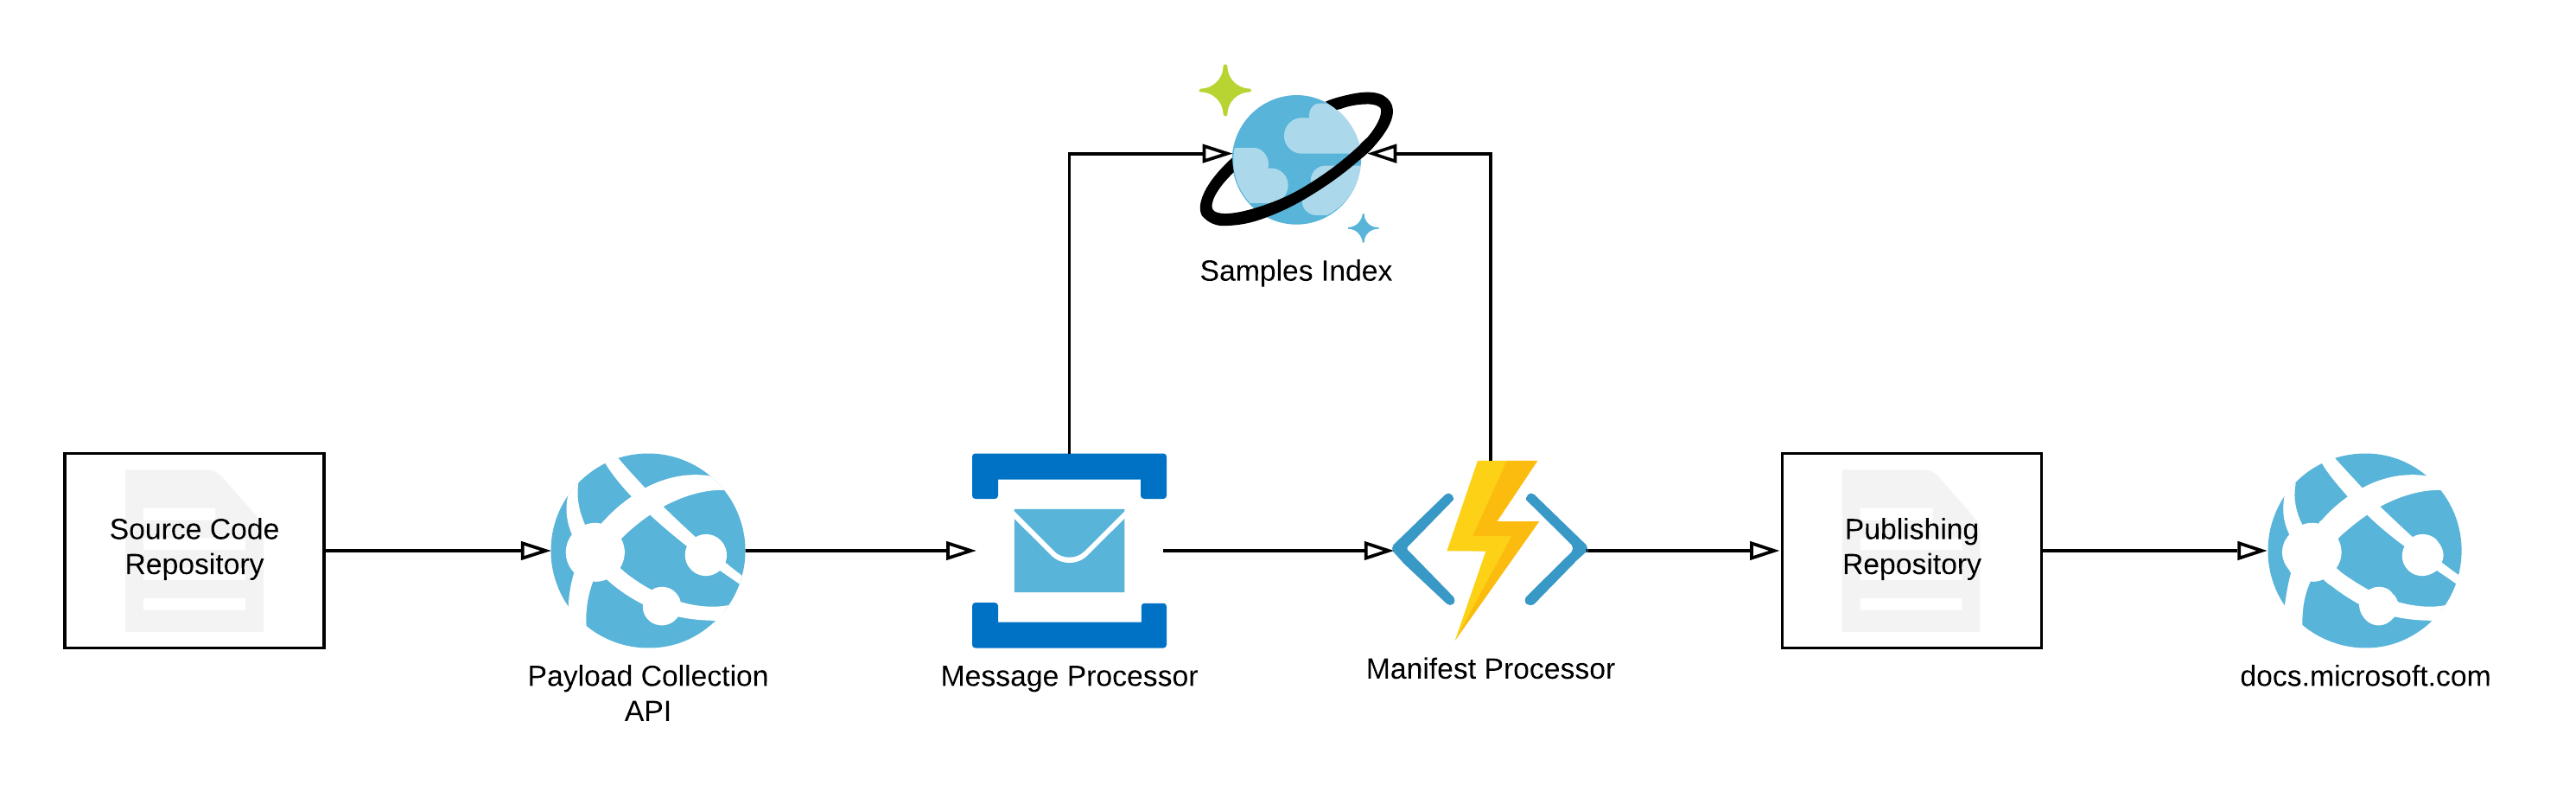 Samples Index
Source Code
Repository
Payload Collection
API
Message Processor
Manifest Processor
Publishing
Repository
docs.microsoft.com